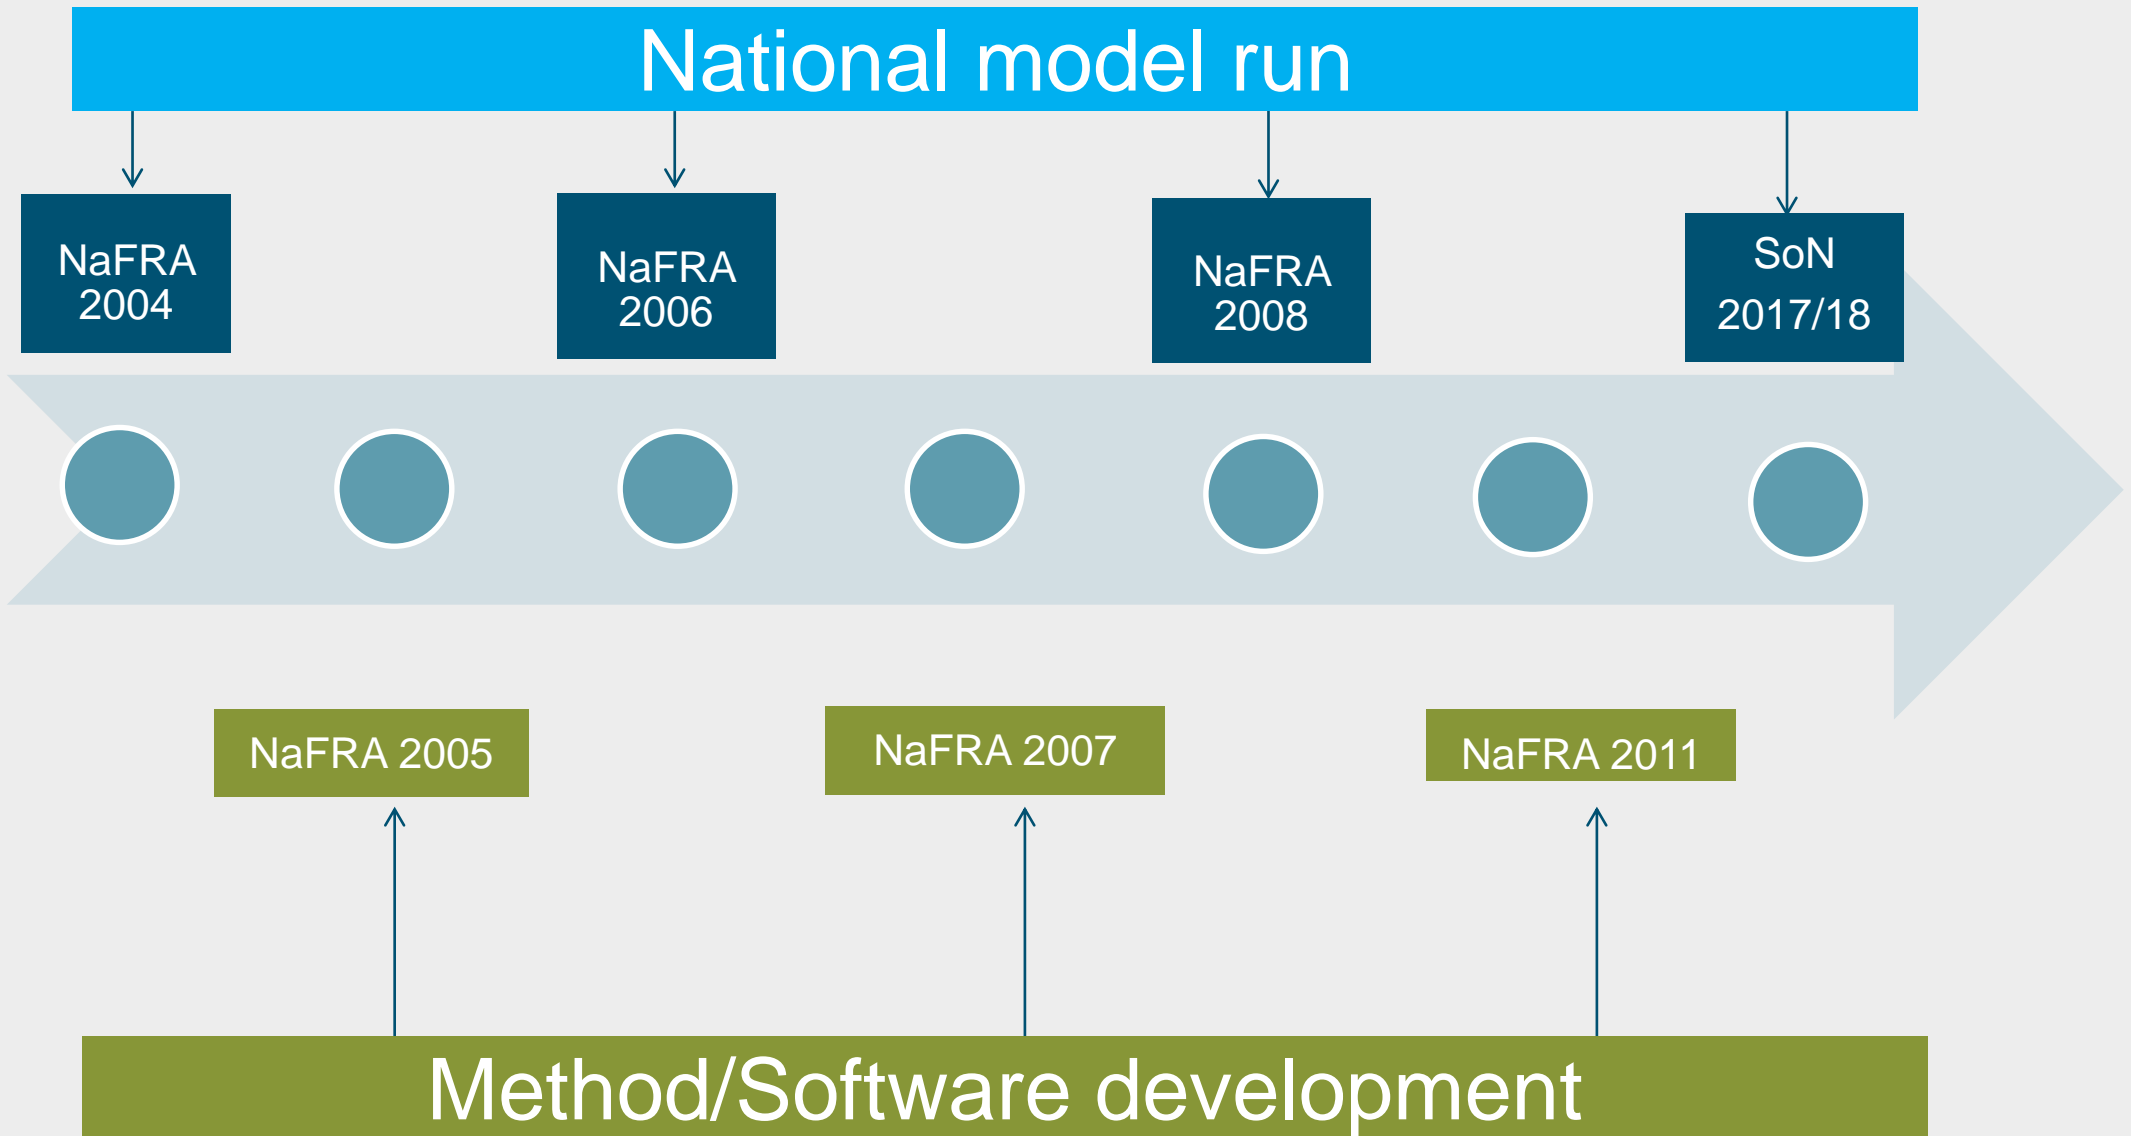 National model run
NaFRA
2004
NaFRA
2006
NaFRA
2008
SoN
2017/18
NaFRA 2005
NaFRA 2007
NaFRA 2011
Method/Software development